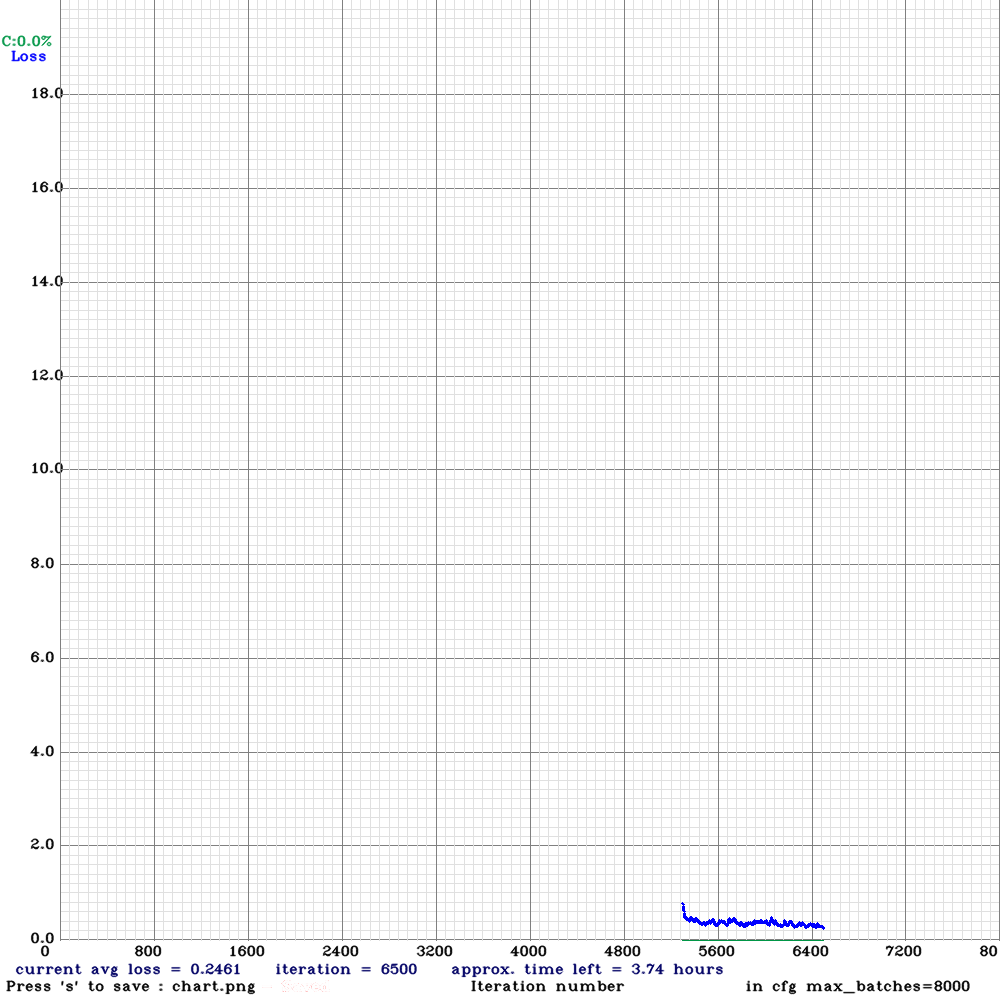 C:0.0%
Loss
18.0
16.0
14.0
12.0
10.0
8.0
6.0
4.0
2.0
0.0
0 800 1600 2400 3200 4000 4800 5600 6400 7200 80
current avg loss = 0.2461 iteration = 6500 approx. time left = 3.74 hours
Press 's' to save : chart.png Iteration number in cfg max_batches=8000